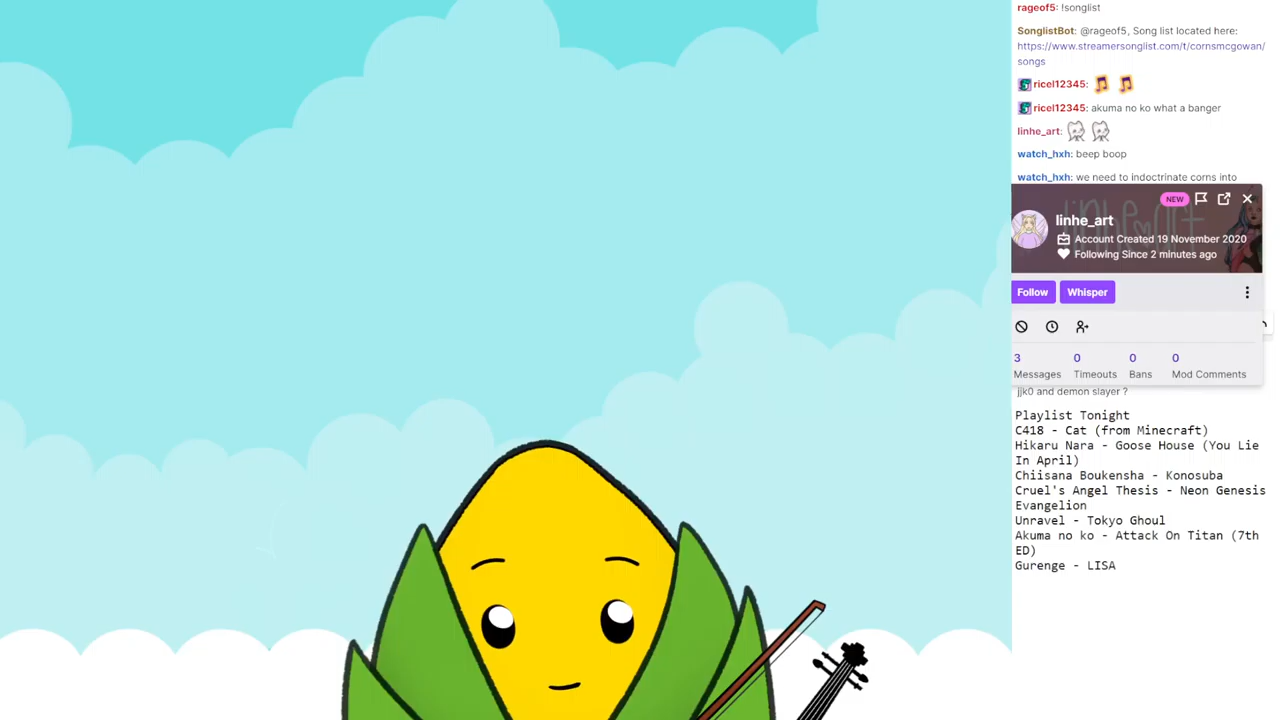 rageof5: !songlist
SonglistBot: @rageof5, Song list located here:
https://www.streamersonglist.com/t/cornsmcgowan/
songs
ricel12345:
ricel12345: akuma no ko what a banger
linhe_art:
watch_hxh: beep boop
watch_hxh: we need to indoctrinate corns into
NEW
linhe_art
Account Created 19 November 2020
Following Since 2 minutes ago
Follow Whisper
3 0 0 0
Messages Timeouts Bans Mod Comments
jjk0 and demon slayer ?
Playlist Tonight
C418 - Cat (from Minecraft)
Hikaru Nara - Goose House (You Lie
In April)
Chiisana Boukensha - Konosuba
Cruel's Angel Thesis - Neon Genesis
Evangelion
Unravel - Tokyo Ghoul
Akuma no ko - Attack On Titan (7th
ED)
Gurenge - LISA